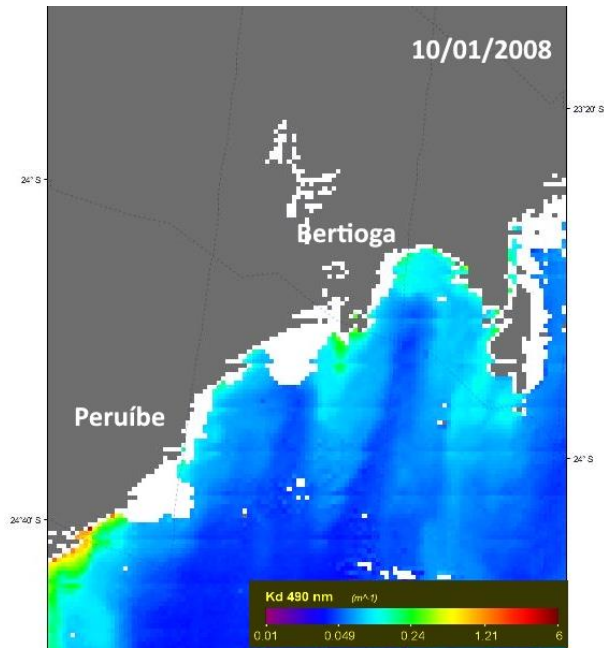 10/01/2008
23°20' S
24° S
Bertioga
Peruíbe
24° S
24°40' S
Kd 490 nm (m^-1)
0.01 0.049 0.24 1.21 6